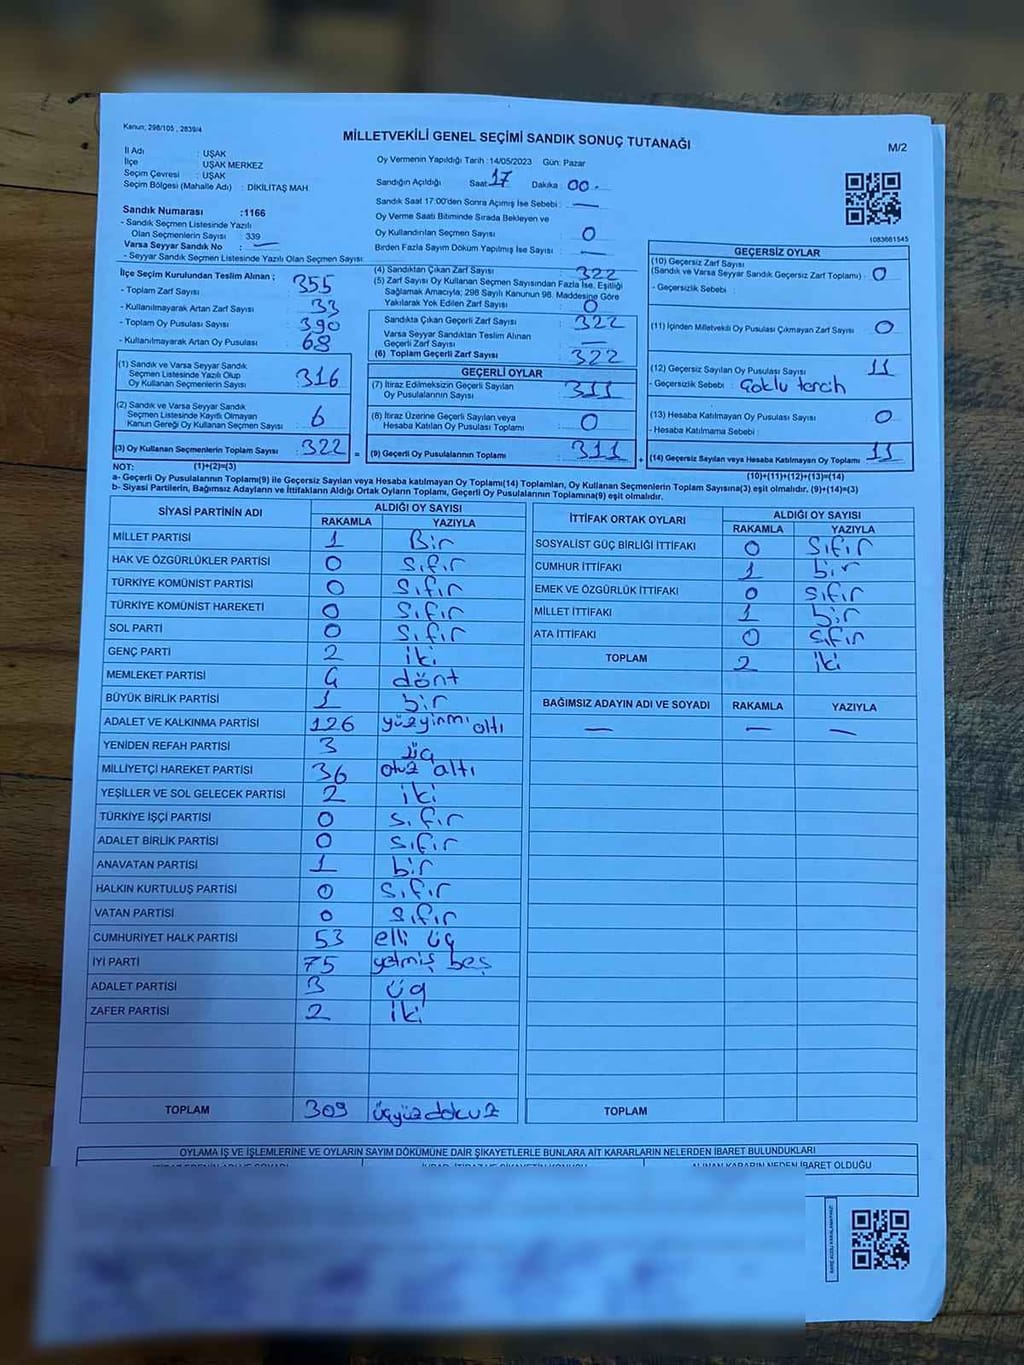 Kanun; 298/105 , 2839/4
MİLLETVEKİLİ GENEL SEÇİMİ SANDIK SONUÇ TUTANAĞI
M/2
İl Adı : UŞAK
İlçe : UŞAK MERKEZ
Seçim Çevresi : UŞAK
Seçim Bölgesi (Mahalle Adı) : DİKİLİTAŞ MAH
Sandık Numarası :1166
- Sandık Seçmen Listesinde Yazılı
Olan Seçmenlerin Sayısı : 339
Varsa Seyyar Sandık No : —
- Seyyar Sandık Seçmen Listesinde Yazılı Olan Seçmen Sayısı:
Oy Vermenin Yapıldığı Tarih :14/05/2023 Gün: Pazar
Sandığın Açıldığı Saat 17 Dakika : 00.
Sandık Saat 17:00'den Sonra Açımış İse Sebebi : —
Oy Verme Saati Bitiminde Sırada Bekleyen ve
Oy Kullandırılan Seçmen Sayısı : 0
Birden Fazla Sayım Döküm Yapılmış İse Sayısı : —
1083661545
İlçe Seçim Kurulundan Teslim Alınan ;
- Toplam Zarf Sayısı : 355
- Kullanılmayarak Artan Zarf Sayısı : 33
- Toplam Oy Pusulası Sayısı : 390
- Kullanılmayarak Artan Oy Pusulası : 68
(1) Sandık ve Varsa Seyyar Sandık
Seçmen Listesinde Yazılı Olup
Oy Kullanan Seçmenlerin Sayısı : 316
(2) Sandık ve Varsa Seyyar Sandık
Seçmen Listesinde Kayıtlı Olmayan
Kanun Gereği Oy Kullanan Seçmen Sayısı : 6
(3) Oy Kullanan Seçmenlerin Toplam Sayısı : 322 =
(4) Sandıktan Çıkan Zarf Sayısı : 322
(5) Zarf Sayısı Oy Kullanan Seçmen Sayısından Fazla İse, Eşitliği
Sağlamak Amacıyla; 298 Sayılı Kanunun 98. Maddesine Göre
Yakılarak Yok Edilen Zarf Sayısı : 0
Sandıkta Çıkan Geçerli Zarf Sayısı : 322
Varsa Seyyar Sandıktan Teslim Alınan
Geçerli Zarf Sayısı : —
(6) Toplam Geçerli Zarf Sayısı : 322
GEÇERLİ OYLAR
(7) İtiraz Edilmeksizin Geçerli Sayılan
Oy Pusulalarının Sayısı : 311
(8) İtiraz Üzerine Geçerli Sayılan veya
Hesaba Katılan Oy Pusulası Toplamı : 0
(9) Geçerli Oy Pusulalarının Toplamı : 311 +
GEÇERSİZ OYLAR
(10) Geçersiz Zarf Sayısı
(Sandık ve Varsa Seyyar Sandık Geçersiz Zarf Toplamı) : 0
- Geçersizlik Sebebi :
(11) İçinden Milletvekili Oy Pusulası Çıkmayan Zarf Sayısı : 0
(12) Geçersiz Sayılan Oy Pusulası Sayısı : 11
- Geçersizlik Sebebi : Çoklu tercih
(13) Hesaba Katılmayan Oy Pusulası Sayısı : 0
- Hesaba Katılmama Sebebi :
(14) Geçersiz Sayılan veya Hesaba Katılmayan Oy Toplamı : 11
NOT: (1)+(2)=(3)
(10)+(11)+(12)+(13)=(14)
a- Geçerli Oy Pusulalarının Toplamı(9) ile Geçersiz Sayılan veya Hesaba Katılmayan Oy Toplamı(14) Toplamları, Oy Kullanan Seçmenlerin Toplam Sayısına(3) eşit olmalıdır. (9)+(14)=(3)
b- Siyasi Partilerin, Bağımsız Adayların ve İttifakların Aldığı Ortak Oyların Toplamı, Geçerli Oy Pusulalarının Toplamına(9) eşit olmalıdır.
SİYASİ PARTİNİN ADI ALDIĞI OY SAYISI
RAKAMLA YAZIYLA
MİLLET PARTİSİ 1 Bir
HAK VE ÖZGÜRLÜKLER PARTİSİ 0 sıfır
TÜRKİYE KOMÜNİST PARTİSİ 0 sıfır
TÜRKİYE KOMÜNİST HAREKETİ 0 sıfır
SOL PARTİ 0 sıfır
GENÇ PARTİ 2 iki
MEMLEKET PARTİSİ 4 dört
BÜYÜK BİRLİK PARTİSİ 1 bir
ADALET VE KALKINMA PARTİSİ 126 yüzyirmi altı
YENİDEN REFAH PARTİSİ 3 üç
MİLLİYETÇİ HAREKET PARTİSİ 36 otuz altı
YEŞİLLER VE SOL GELECEK PARTİSİ 2 iki
TÜRKİYE İŞÇİ PARTİSİ 0 sıfır
ADALET BİRLİK PARTİSİ 0 sıfır
ANAVATAN PARTİSİ 1 bir
HALKIN KURTULUŞ PARTİSİ 0 sıfır
VATAN PARTİSİ 0 sıfır
CUMHURİYET HALK PARTİSİ 53 elli üç
İYİ PARTİ 75 yetmiş beş
ADALET PARTİSİ 3 üç
ZAFER PARTİSİ 2 iki
TOPLAM 309 üçyüzdokuz
İTTİFAK ORTAK OYLARI ALDIĞI OY SAYISI
RAKAMLA YAZIYLA
SOSYALİST GÜÇ BİRLİĞİ İTTİFAKI 0 sıfır
CUMHUR İTTİFAKI 1 bir
EMEK VE ÖZGÜRLÜK İTTİFAKI 0 sıfır
MİLLET İTTİFAKI 1 bir
ATA İTTİFAKI 0 sıfır
TOPLAM 2 iki
BAĞIMSIZ ADAYIN ADI VE SOYADI RAKAMLA YAZIYLA
— — —
TOPLAM
OYLAMA İŞ VE İŞLEMLERİNE VE OYLARIN SAYIM DÖKÜMÜNE DAİR ŞİKAYETLERLE BUNLARA AİT KARARLARIN NELERDEN İBARET BULUNDUKLARI
ALINAN KARARIN NEDEN İBARET OLDUĞU